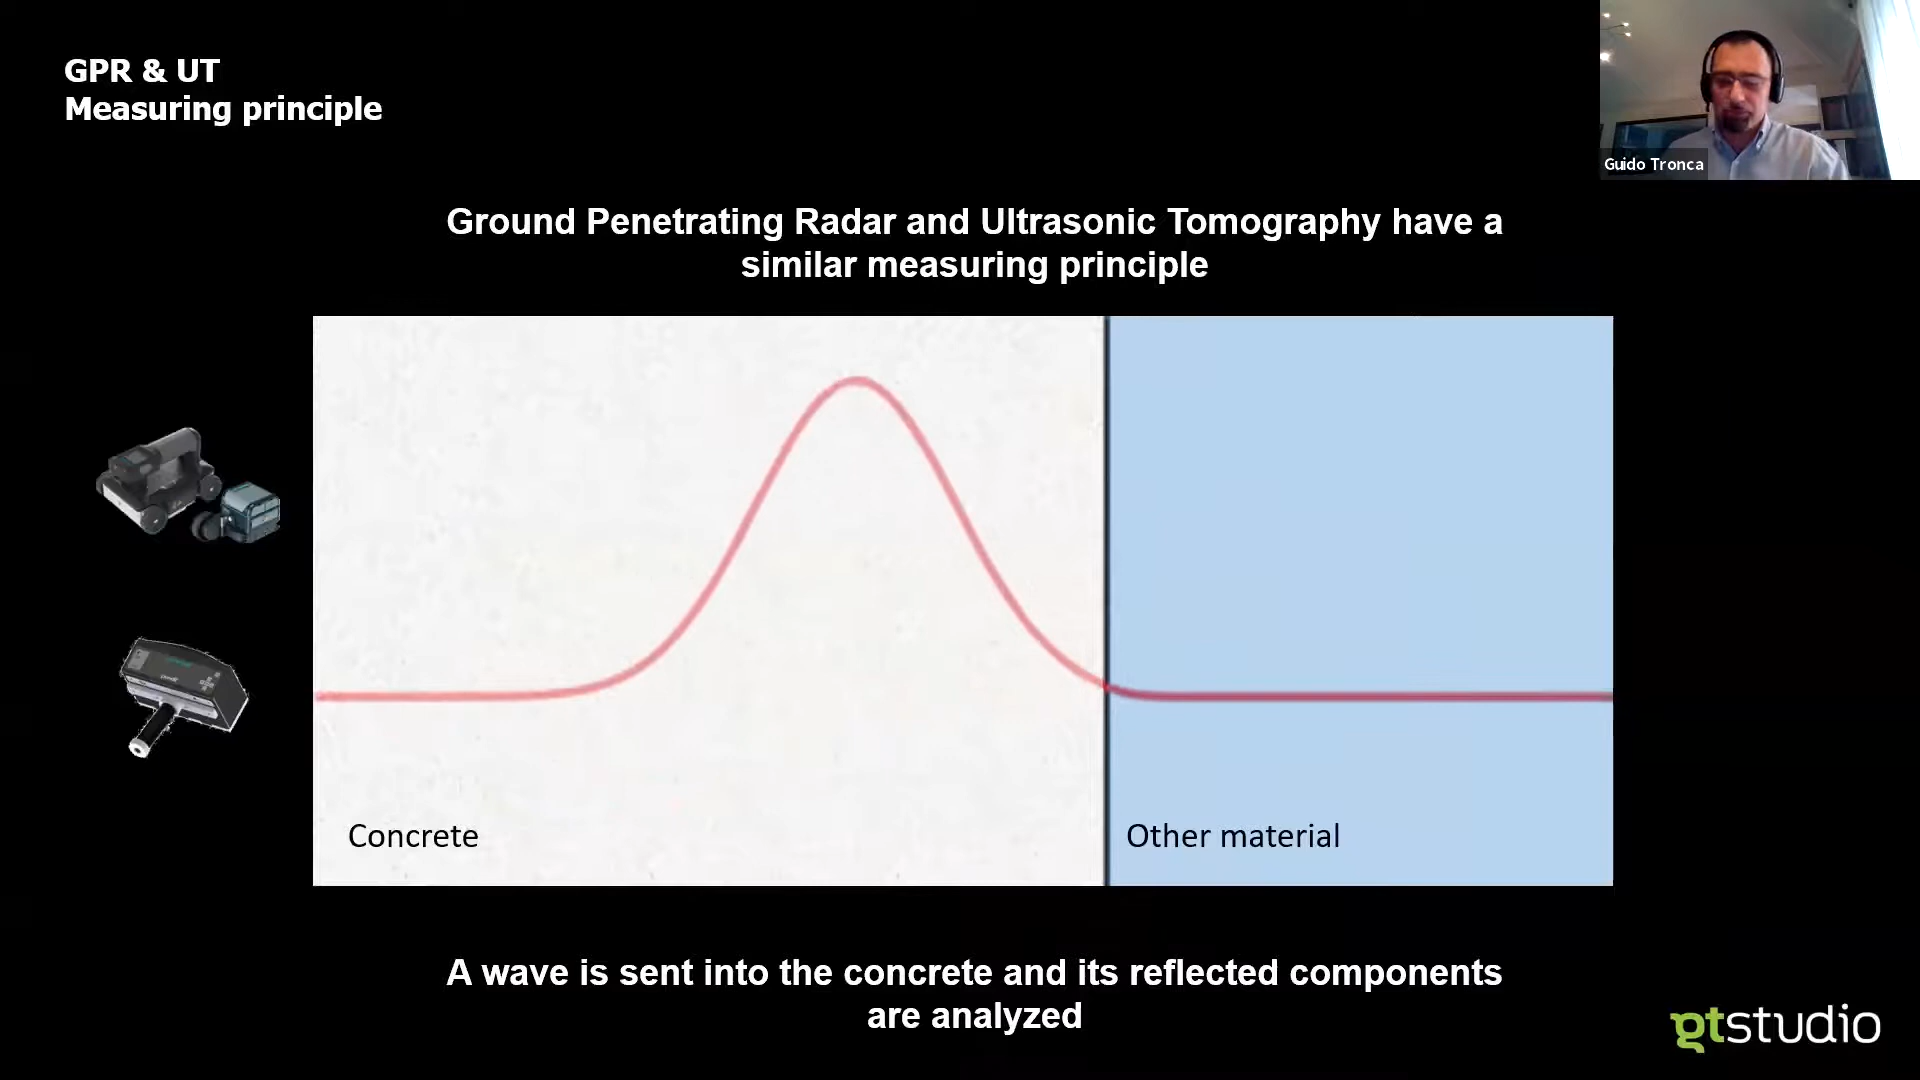 GPR & UT
Measuring principle
Guido Tronca
Ground Penetrating Radar and Ultrasonic Tomography have a
similar measuring principle
Concrete
Other material
A wave is sent into the concrete and its reflected components
are analyzed
gtstudio